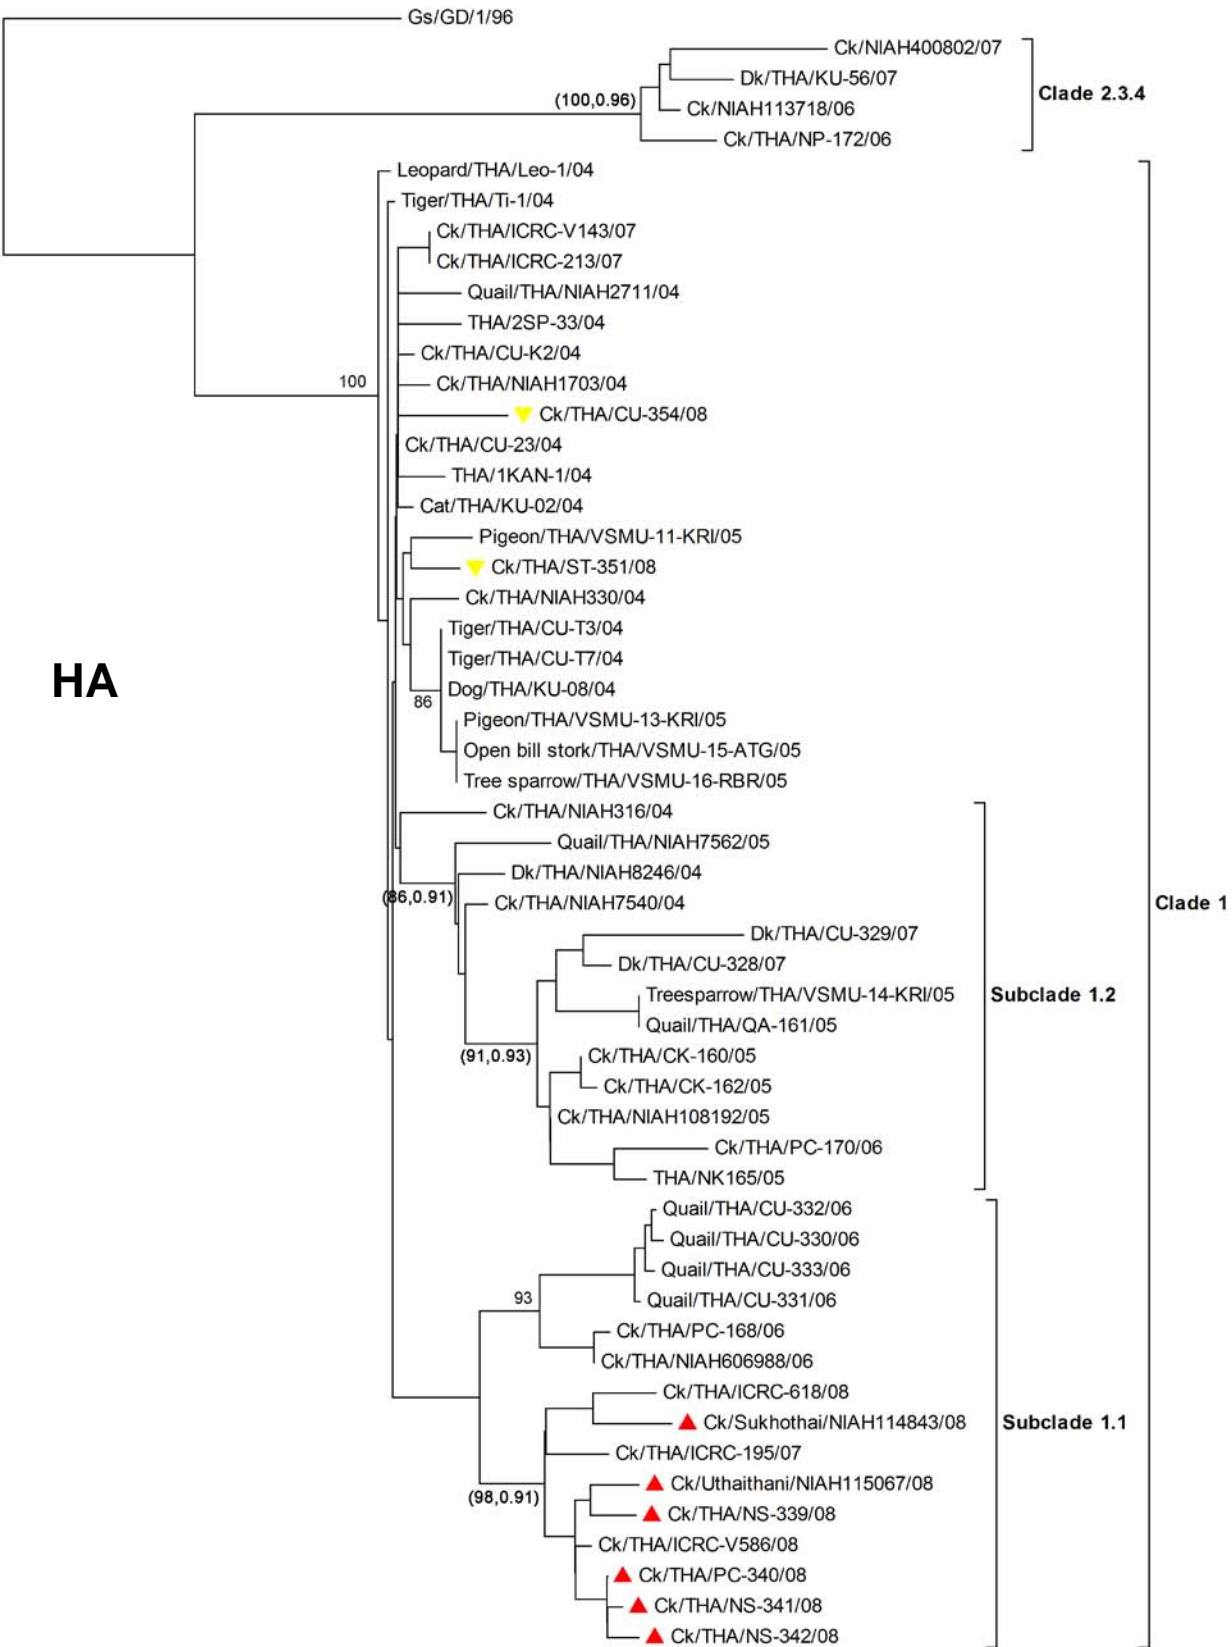 Gs/GD/1/96
Ck/NIAH400802/07
Dk/THA/KU-56/07
(100,0.96)
Clade 2.3.4
Ck/NIAH113718/06
Ck/THA/NP-172/06
Leopard/THA/Leo-1/04
Tiger/THA/Ti-1/04
Ck/THA/ICRC-V143/07
Ck/THA/ICRC-213/07
Quail/THA/NIAH2711/04
THA/2SP-33/04
Ck/THA/CU-K2/04
100
Ck/THA/NIAH1703/04
Ck/THA/CU-354/08
Ck/THA/CU-23/04
THA/1KAN-1/04
Cat/THA/KU-02/04
Pigeon/THA/VSMU-11-KRI/05
Ck/THA/ST-351/08
Ck/THA/NIAH330/04
Tiger/THA/CU-T3/04
Tiger/THA/CU-T7/04
HA
Dog/THA/KU-08/04
86
Pigeon/THA/VSMU-13-KRI/05
Open bill stork/THA/VSMU-15-ATG/05
Tree sparrow/THA/VSMU-16-RBR/05
Ck/THA/NIAH316/04
Quail/THA/NIAH7562/05
Dk/THA/NIAH8246/04
(86,0.91)
Ck/THA/NIAH7540/04
Clade 1
Dk/THA/CU-329/07
Dk/THA/CU-328/07
Treesparrow/THA/VSMU-14-KRI/05
Subclade 1.2
Quail/THA/QA-161/05
(91,0.93)
Ck/THA/CK-160/05
Ck/THA/CK-162/05
Ck/THA/NIAH108192/05
Ck/THA/PC-170/06
THA/NK165/05
Quail/THA/CU-332/06
Quail/THA/CU-330/06
Quail/THA/CU-333/06
93
Quail/THA/CU-331/06
Ck/THA/PC-168/06
Ck/THA/NIAH606988/06
Ck/THA/ICRC-618/08
Ck/Sukhothai/NIAH114843/08
Subclade 1.1
Ck/THA/ICRC-195/07
Ck/Uthaithani/NIAH115067/08
(98,0.91)
Ck/THA/NS-339/08
Ck/THA/ICRC-V586/08
Ck/THA/PC-340/08
Ck/THA/NS-341/08
Ck/THA/NS-342/08